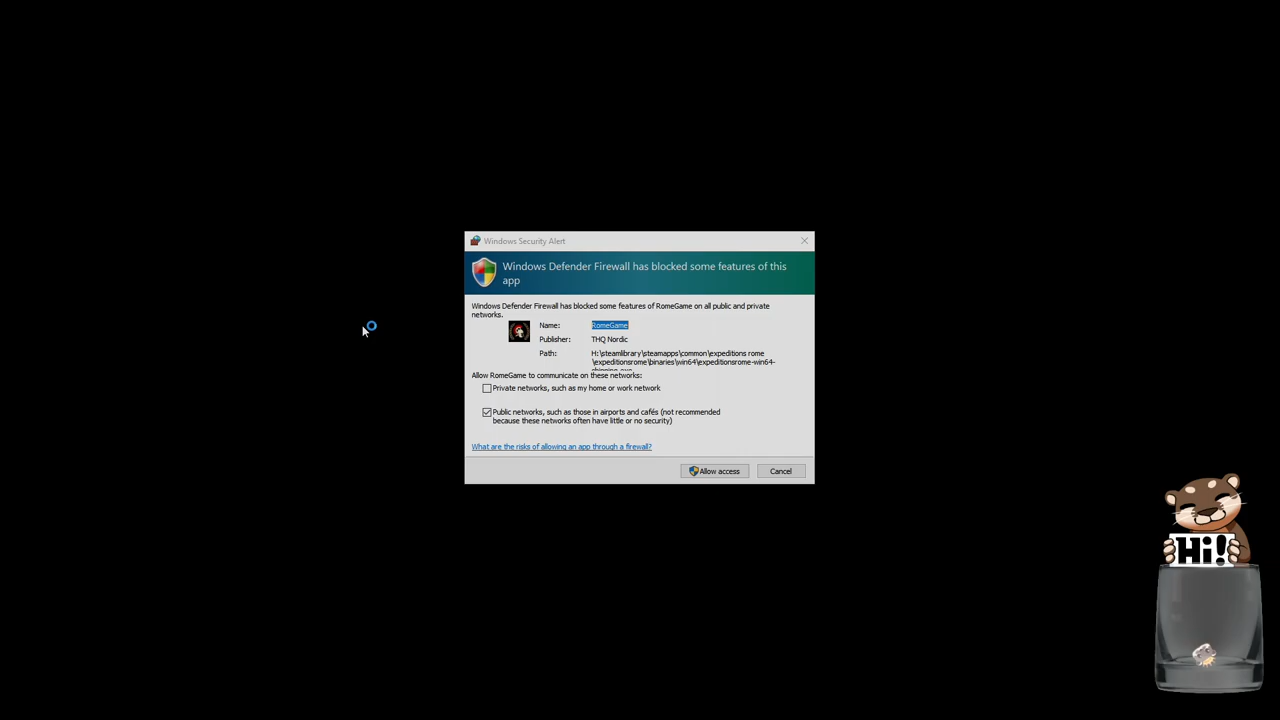 Windows Security Alert
Windows Defender Firewall has blocked some features of this
app
Windows Defender Firewall has blocked some features of RomeGame on all public and private
networks.
Name: RomeGame
Publisher: THQ Nordic
Path: H:\steamlibrary\steamapps\common\expeditions rome
\expeditionsrome\binaries\win64\expeditionsrome-win64-
shipping.exe
Allow RomeGame to communicate on these networks:
Private networks, such as my home or work network
Public networks, such as those in airports and cafés (not recommended
because these networks often have little or no security)
What are the risks of allowing an app through a firewall?
Allow access Cancel
Hi!